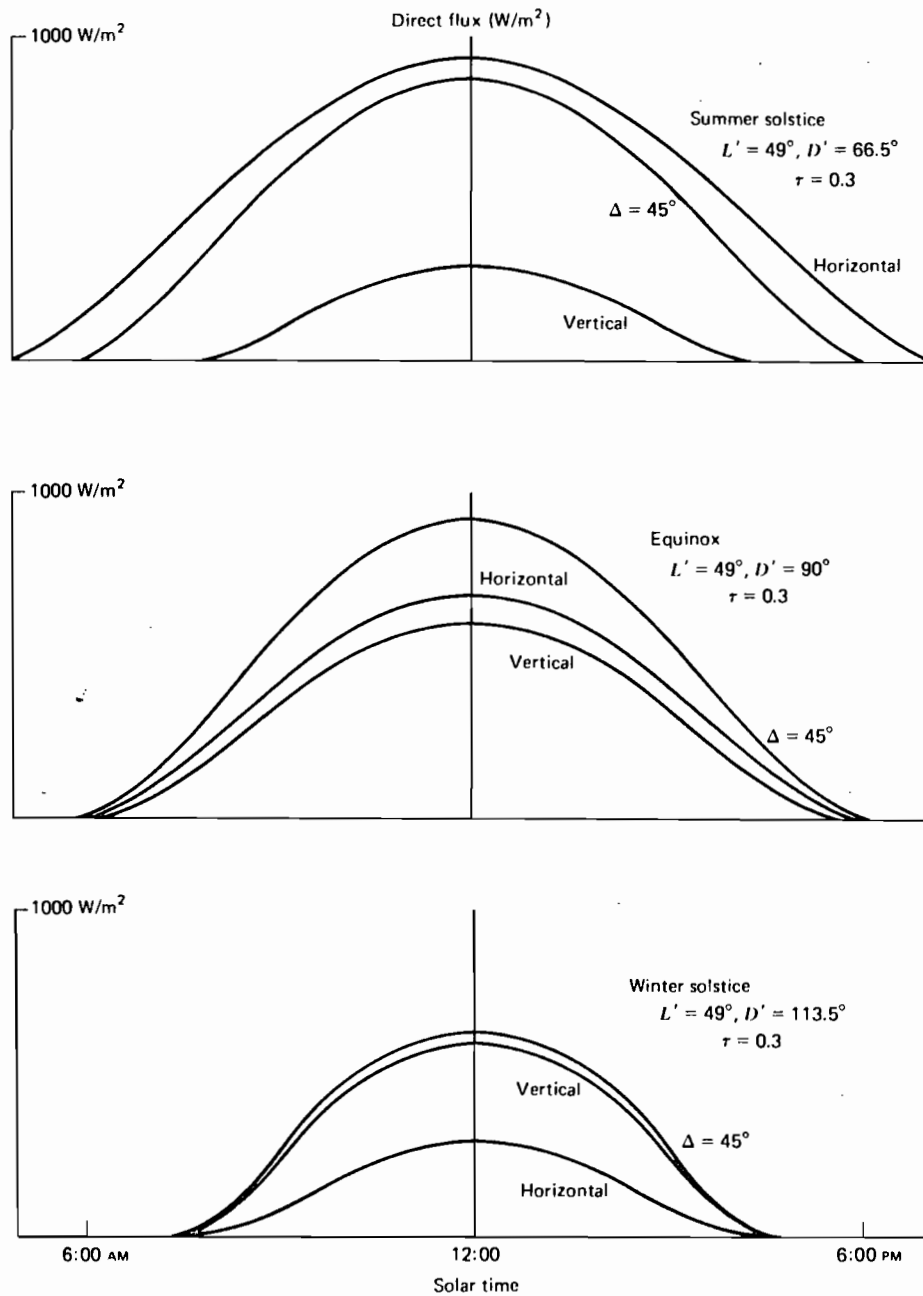 Direct flux (W/m²)
1000 W/m²
Summer solstice
L' = 49°, D' = 66.5°
τ = 0.3
Δ = 45°
Horizontal
Vertical
1000 W/m²
Equinox
L' = 49°, D' = 90°
τ = 0.3
Horizontal
Vertical
Δ = 45°
1000 W/m²
Winter solstice
L' = 49°, D' = 113.5°
τ = 0.3
Vertical
Δ = 45°
Horizontal
6:00 AM 12:00 6:00 PM
Solar time